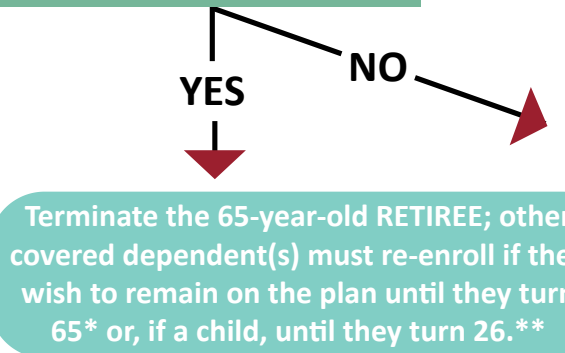 NO
YES
Terminate the 65-year-old RETIREE; other
covered dependent(s) must re-enroll if the
wish to remain on the plan until they turn
65* or, if a child, until they turn 26.**